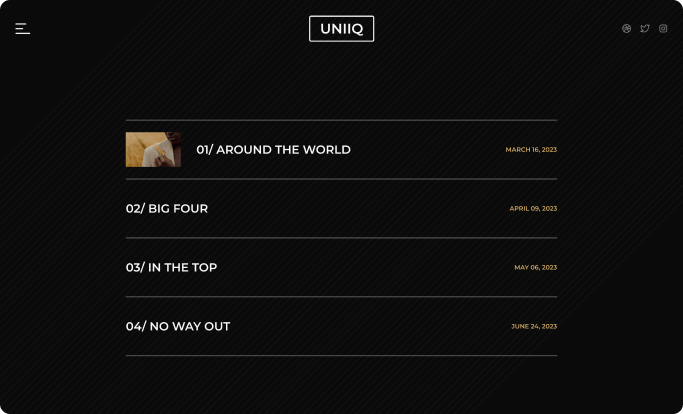 UNIIQ
01/ AROUND THE WORLD
MARCH 16, 2023
02/ BIG FOUR
APRIL 09, 2023
03/ IN THE TOP
MAY 06, 2023
04/ NO WAY OUT
JUNE 24, 2023